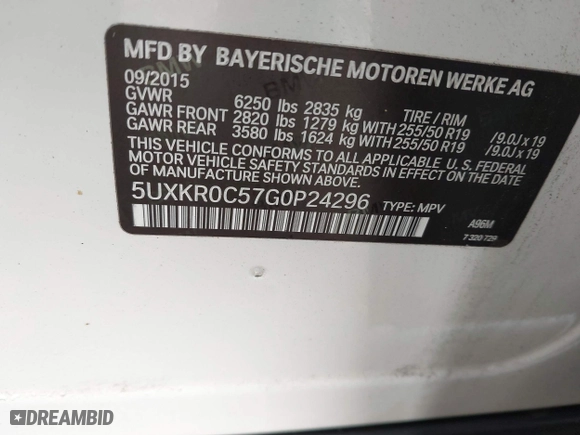 MFD BY BAYERISCHE MOTOREN WERKE AG
09/2015
GVWR 6250 lbs 2835 kg TIRE / RIM
GAWR FRONT 2820 lbs 1279 kg WITH 255/50 R19 /9.0J x 19
GAWR REAR 3580 lbs 1624 kg WITH 255/50 R19 /9.0J x 19
THIS VEHICLE CONFORMS TO ALL APPLICABLE U.S. FEDERAL
MOTOR VEHICLE SAFETY STANDARDS IN EFFECT ON THE DATE
OF MANUFACTURE SHOWN ABOVE.
5UXKR0C57G0P24296 TYPE: MPV
A96M
7 320 729
DREAMBID